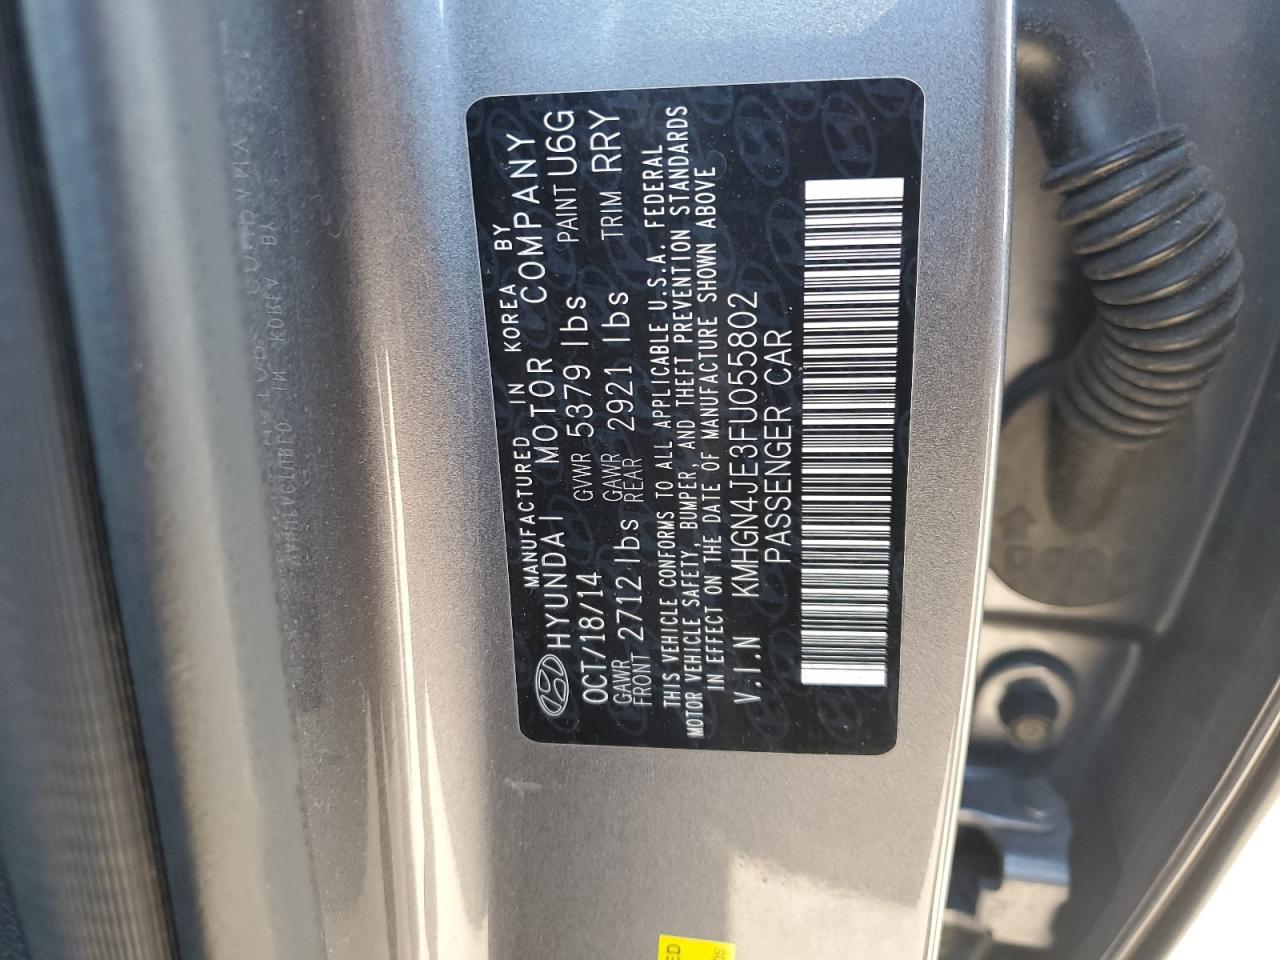 MANUFACTURED IN KOREA BY
HYUNDAI MOTOR COMPANY
OCT/18/14 GVWR 5379 lbs PAINT U6G
GAWR FRONT 2712 lbs GAWR REAR 2921 lbs TRIM RRY
THIS VEHICLE CONFORMS TO ALL APPLICABLE U.S.A. FEDERAL
MOTOR VEHICLE SAFETY, BUMPER, AND THEFT PREVENTION STANDARDS
IN EFFECT ON THE DATE OF MANUFACTURE SHOWN ABOVE
V.I.N KMHGN4JE3FU055802
PASSENGER CAR